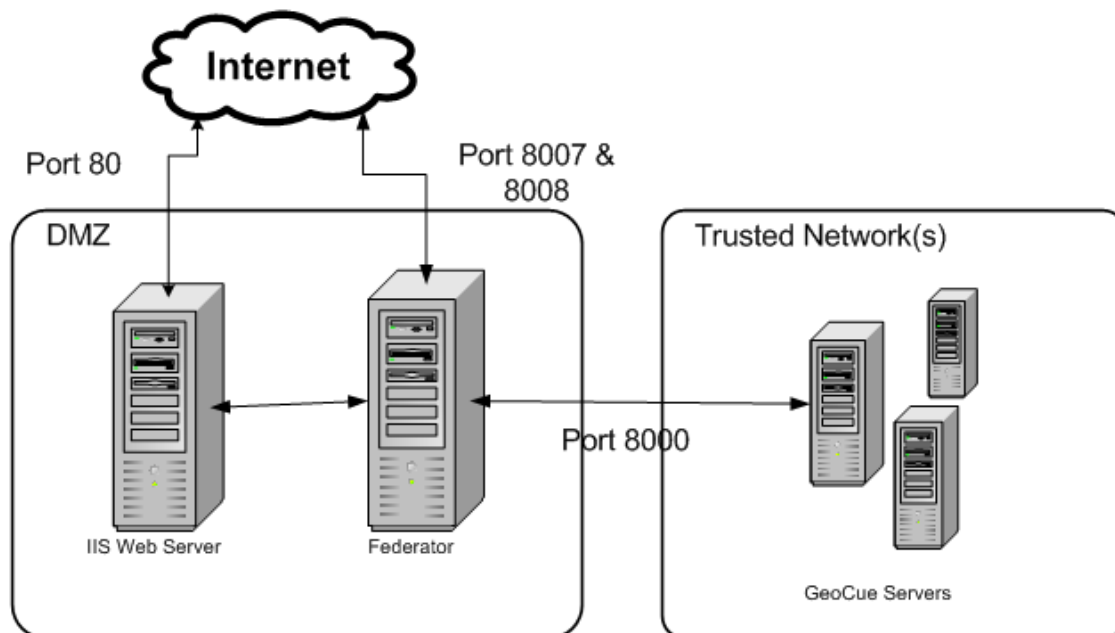 Internet
Port 80
Port 8007 &
8008
DMZ
Trusted Network(s)
Port 8000
IIS Web Server
Federator
GeoCue Servers